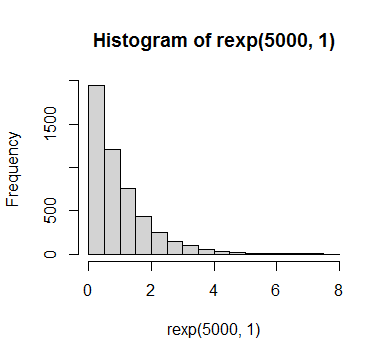 Histogram of rexp(5000, 1)
Frequency
1500
500
0
0 2 4 6 8
rexp(5000, 1)